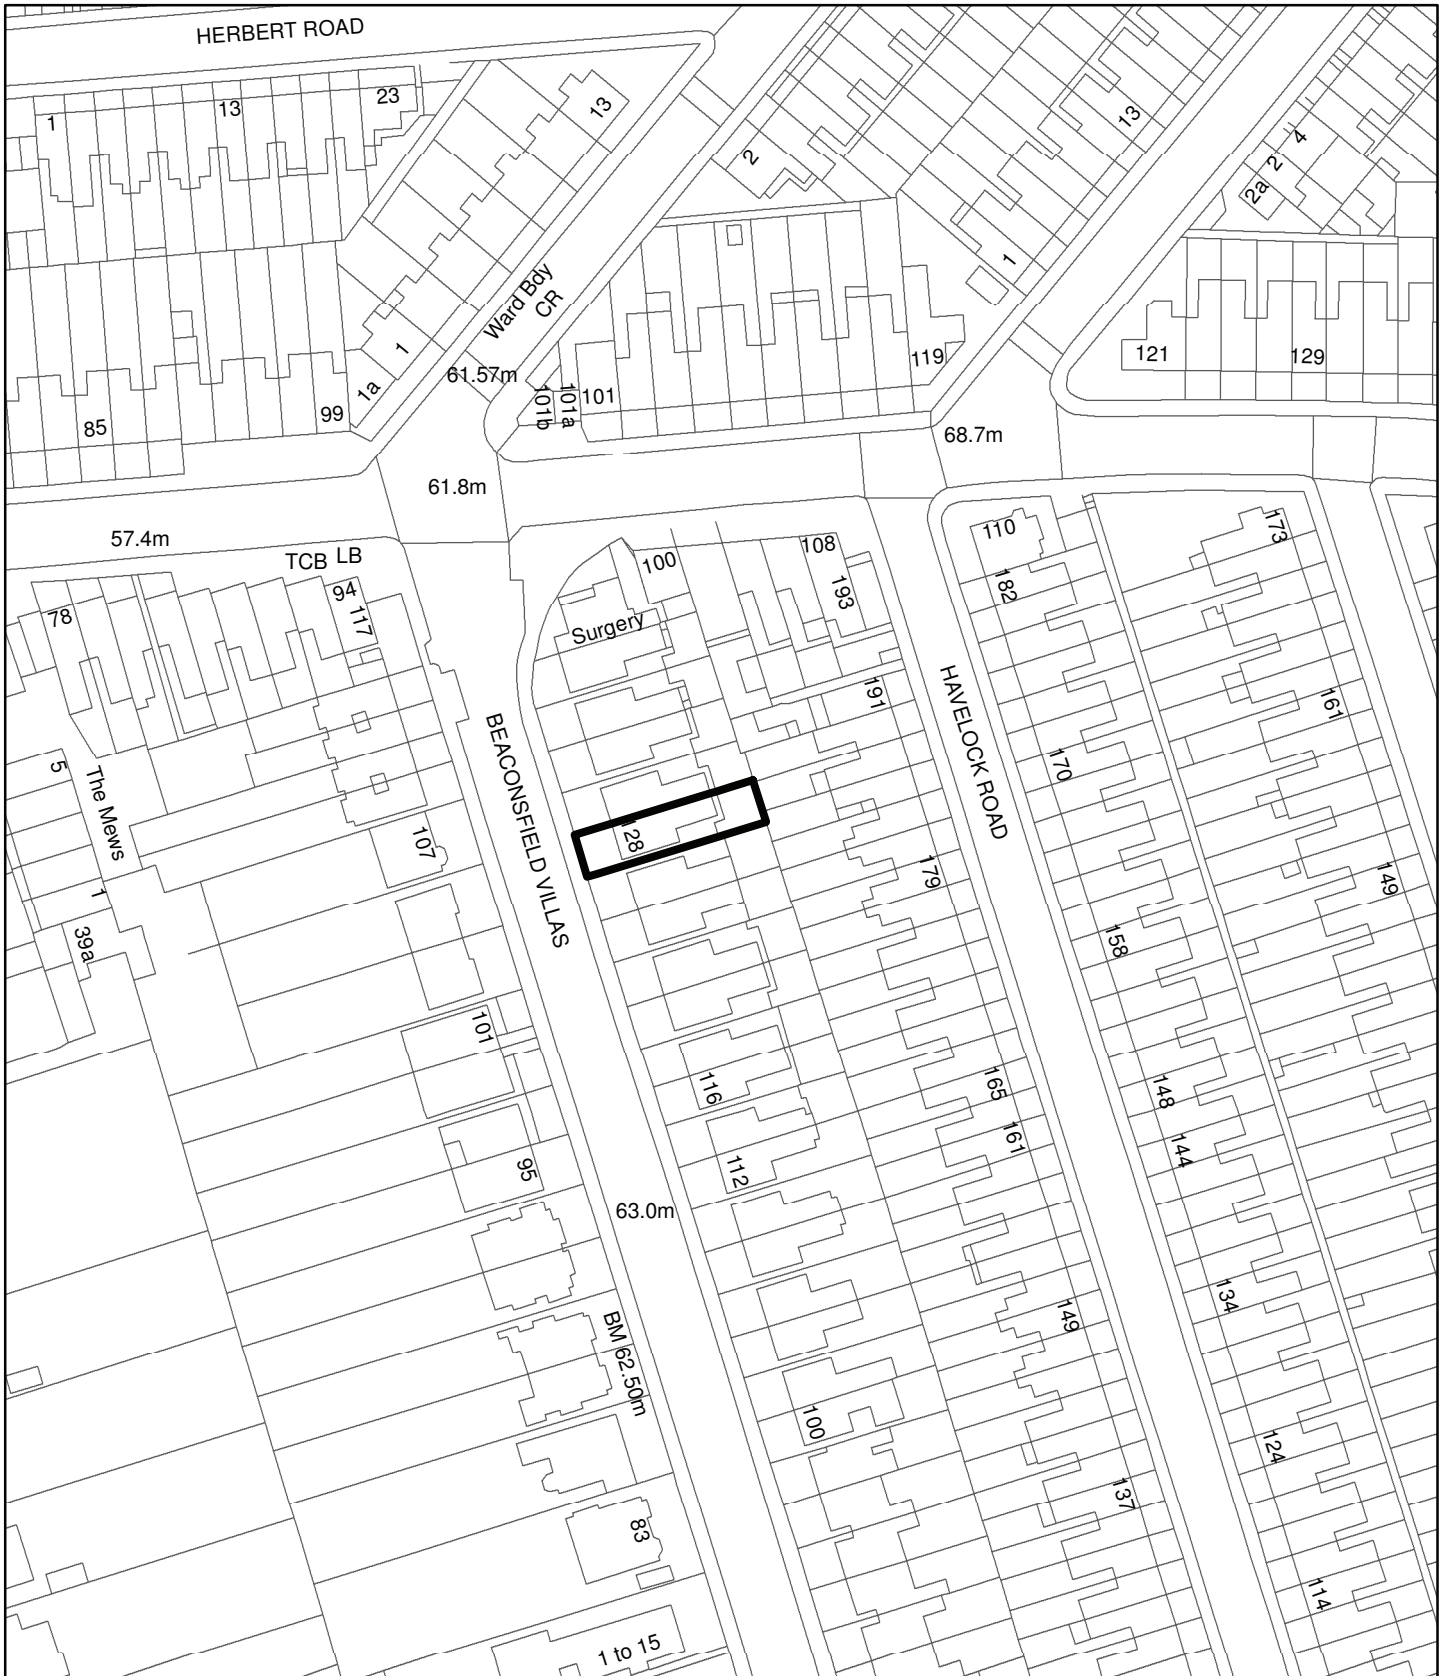 HERBERT ROAD
1
13
23
13
2
13
4
2
2a
1
Ward Bdy
CR
1
1a
61.57m
101b
101a
101
119
121
129
85
99
68.7m
61.8m
57.4m
TCB LB
94
117
78
100
108
193
Surgery
110
182
173
191
161
HAVELOCK ROAD
BEACONSFIELD VILLAS
170
5
The Mews
107
128
179
149
1
39a
158
101
116
165
148
161
144
95
112
63.0m
134
149
BM 62.50m
100
124
137
83
114
1 to 15